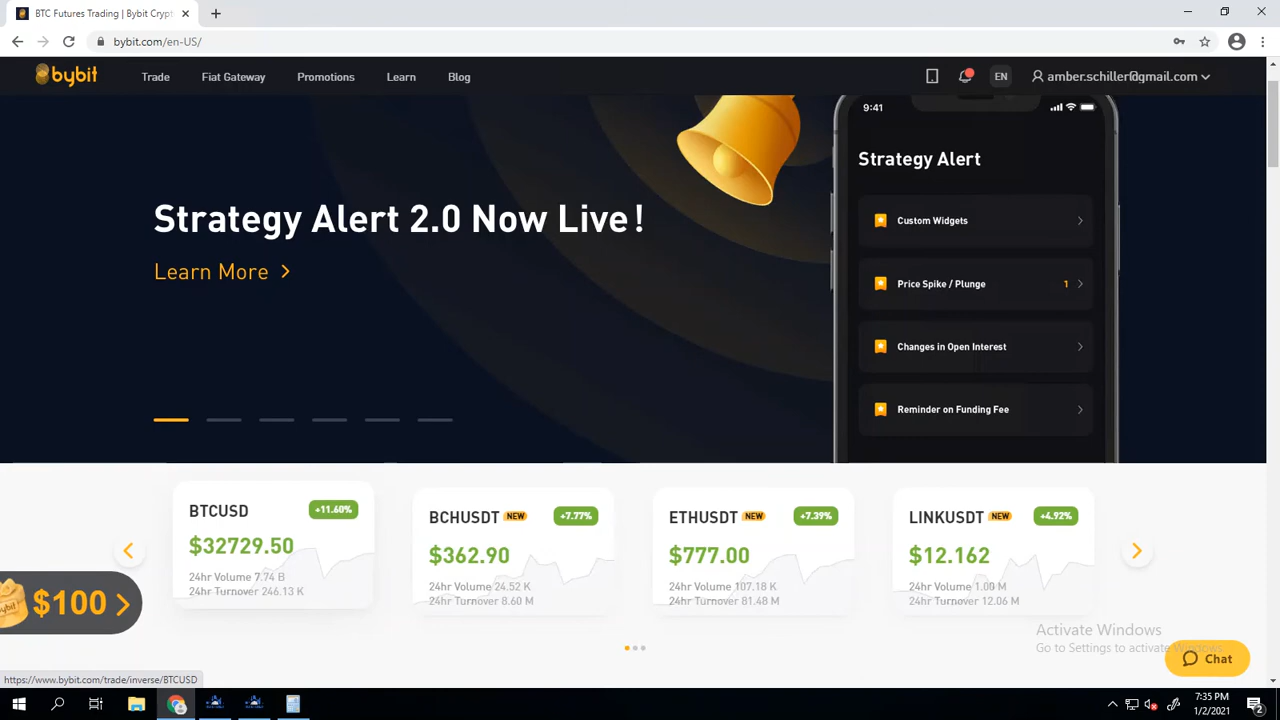 BTC Futures Trading | Bybit Crypt
bybit.com/en-US/
bybit
Trade
Fiat Gateway
Promotions
Learn
Blog
EN
amber.schiller@gmail.com
9:41
Strategy Alert
Custom Widgets
Price Spike / Plunge 1
Changes in Open Interest
Reminder on Funding Fee
Strategy Alert 2.0 Now Live!
Learn More
BTCUSD +11.60%
$32729.50
24hr Volume 7.74 B
24hr Turnover 246.13 K
BCHUSDT NEW +7.77%
$362.90
24hr Volume 24.52 K
24hr Turnover 8.60 M
ETHUSDT NEW +7.39%
$777.00
24hr Volume 107.18 K
24hr Turnover 81.48 M
LINKUSDT NEW +4.92%
$12.162
24hr Volume 1.00 M
24hr Turnover 12.06 M
bybit
$100
Activate Windows
Go to Settings to activate Windows.
Chat
https://www.bybit.com/trade/inverse/BTCUSD
7:35 PM
1/2/2021
2